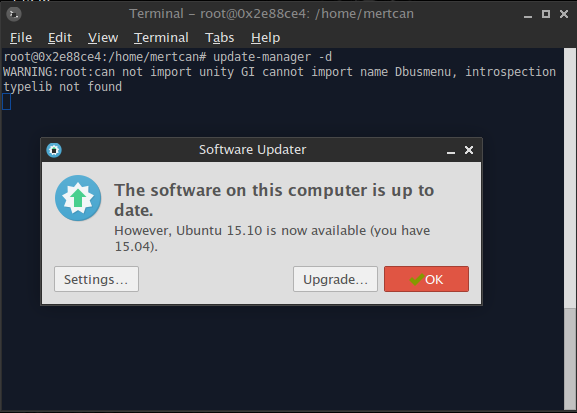 Terminal – root@0x2e88ce4: /home/mertcan
File Edit View Terminal Tabs Help
root@0x2e88ce4:/home/mertcan# update-manager -d
WARNING:root:can not import unity GI cannot import name Dbusmenu, introspection
typelib not found
Software Updater
The software on this computer is up to
date.
However, Ubuntu 15.10 is now available (you have
15.04).
Settings... Upgrade... OK